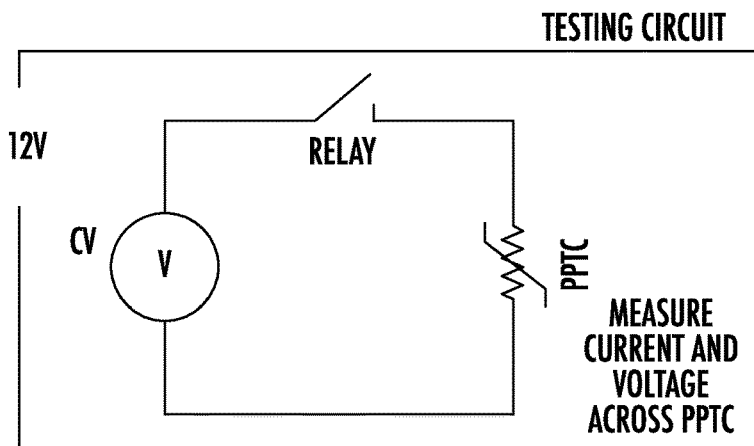 TESTING CIRCUIT
12V
RELAY
CV
V
PPTC
MEASURE
CURRENT AND
VOLTAGE
ACROSS PPTC